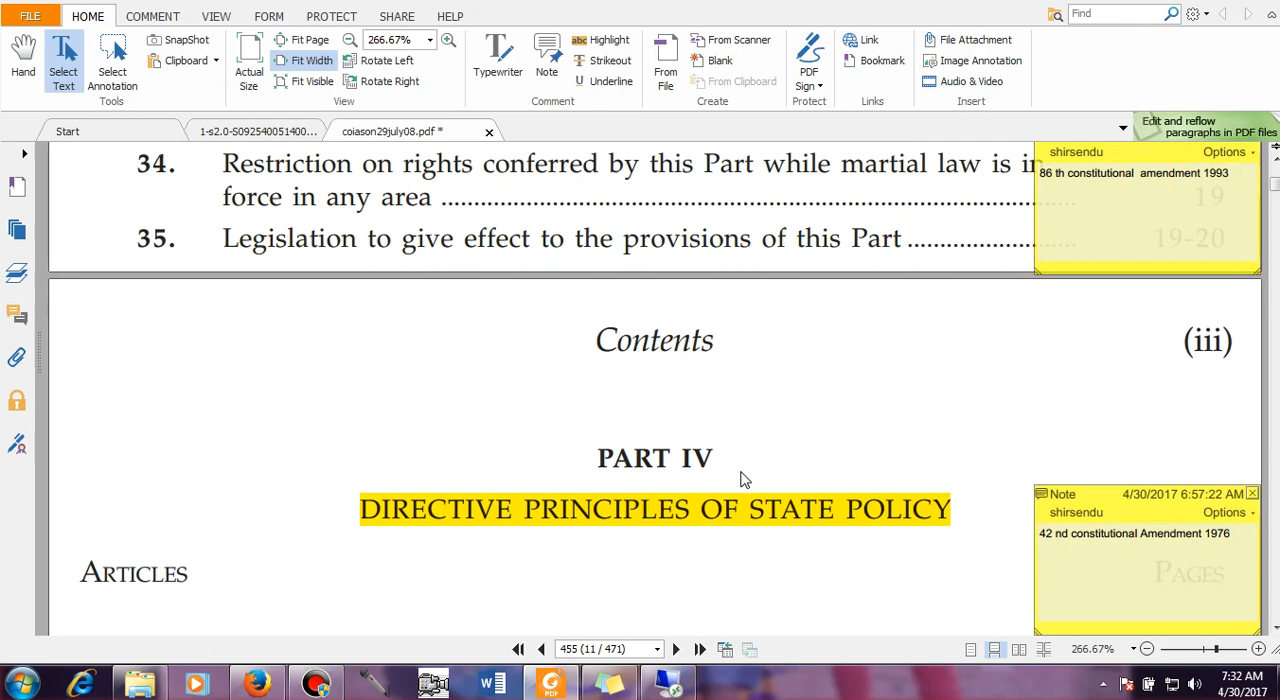 FILE HOME COMMENT VIEW FORM PROTECT SHARE HELP Find
Hand
Select Text
Select Annotation
SnapShot
Clipboard
Tools
Actual Size
Fit Page
Fit Width
Fit Visible
266.67%
Rotate Left
Rotate Right
View
Typewriter
Note
Highlight
Strikeout
Underline
Comment
From File
From Scanner
Blank
From Clipboard
Create
PDF Sign
Protect
Link
Bookmark
Links
File Attachment
Image Annotation
Audio & Video
Insert
Start 1-s2.0-S092540051400... coiason29july08.pdf *
Edit and reflow
paragraphs in PDF files
34. Restriction on rights conferred by this Part while martial law is in
force in any area ........ 19
35. Legislation to give effect to the provisions of this Part ........ 19-20
shirsendu Options
86 th constitutional amendment 1993
Contents (iii)
PART IV
DIRECTIVE PRINCIPLES OF STATE POLICY
ARTICLES PAGES
Note 4/30/2017 6:57:22 AM
shirsendu Options
42 nd constitutional Amendment 1976
455 (11 / 471) 266.67%
7:32 AM
4/30/2017